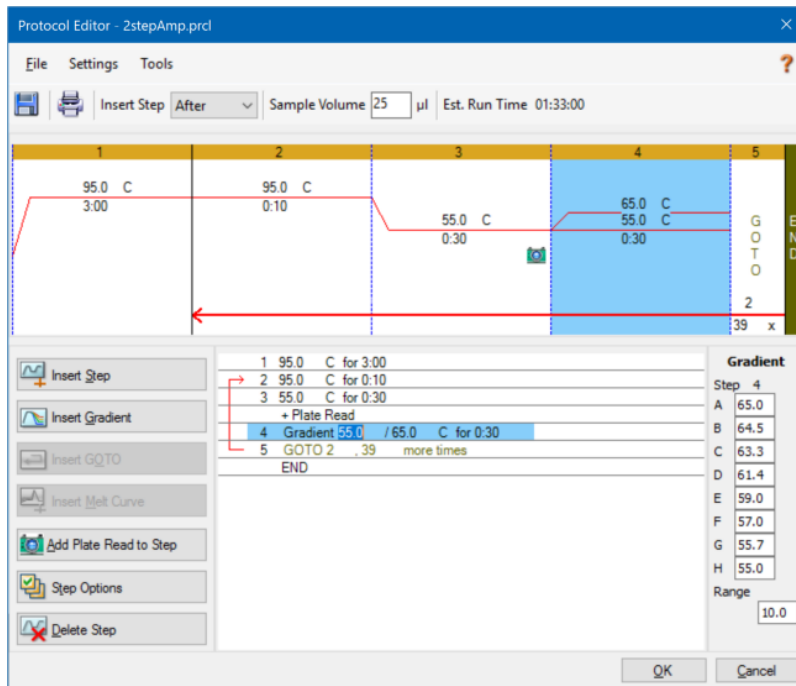 Protocol Editor - 2stepAmp.prcl
File Settings Tools
Insert Step After Sample Volume 25 µl Est. Run Time 01:33:00
1 2 3 4 5
95.0 C 95.0 C 55.0 C 65.0 C
55.0 C
3:00 0:10 0:30 0:30
GOTO
2
39 x
END
Insert Step
Insert Gradient
Insert GOTO
Insert Melt Curve
Add Plate Read to Step
Step Options
Delete Step
1 95.0 C for 3:00
2 95.0 C for 0:10
3 55.0 C for 0:30
+ Plate Read
4 Gradient 55.0 / 65.0 C for 0:30
5 GOTO 2 , 39 more times
END
Gradient
Step 4
A 65.0
B 64.5
C 63.3
D 61.4
E 59.0
F 57.0
G 55.7
H 55.0
Range
10.0
OK Cancel